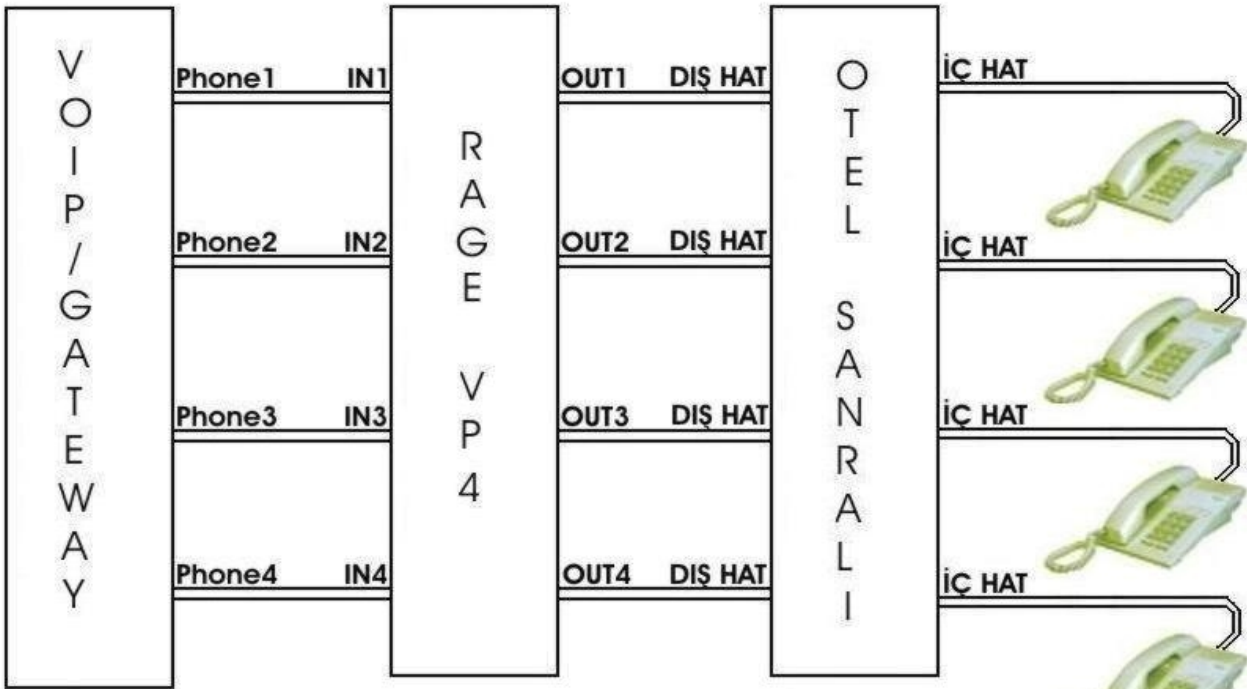 VOIP/GATEWAY
Phone1 IN1
Phone2 IN2
Phone3 IN3
Phone4 IN4
RAGE VP4
OUT1 DIŞ HAT
OUT2 DIŞ HAT
OUT3 DIŞ HAT
OUT4 DIŞ HAT
OTEL SANRALI
İÇ HAT
İÇ HAT
İÇ HAT
İÇ HAT